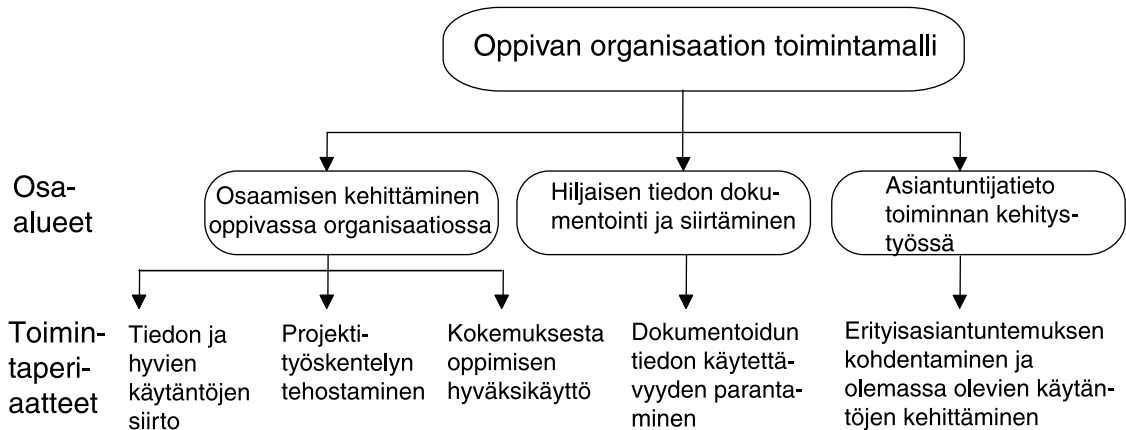 Oppivan organisaation toimintamalli
Osa-
alueet
Osaamisen kehittäminen
oppivassa organisaatiossa
Hiljaisen tiedon doku-
mentointi ja siirtäminen
Asiantuntijatieto
toiminnan kehitys-
työssä
Toimin-
taperi-
aatteet
Tiedon ja
hyvien
käytäntöjen
siirto
Projekti-
työskentelyn
tehostaminen
Kokemuksesta
oppimisen
hyväksikäyttö
Dokumentoidun
tiedon käytettä-
vyyden paranta-
minen
Erityisasiantuntemuksen
kohdentaminen ja
olemassa olevien käytän-
töjen kehittäminen